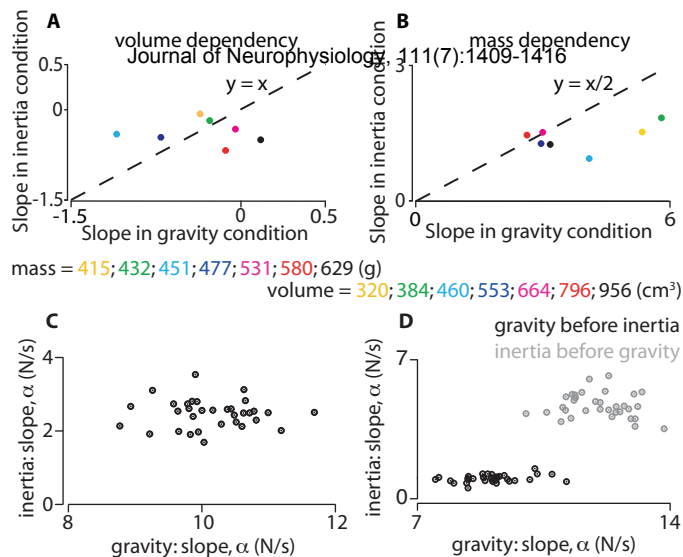 A
volume dependency
B
mass dependency
Journal of Neurophysiology, 111(7):1409-1416
Slope in inertia condition
0.5
0
-1.5
y = x
-1.5
0
0.5
Slope in gravity condition
Slope in inertia condition
3
0
y = x/2
0
6
Slope in gravity condition
mass = 415;432;451;477;531;580;629 (g)
volume = 320;384;460;553;664;796;956 (cm³)
C
inertia: slope, α (N/s)
4
2
0
8
10
12
gravity: slope, α (N/s)
D
gravity before inertia
inertia before gravity
inertia: slope, α (N/s)
7
0
7
14
gravity: slope, α (N/s)